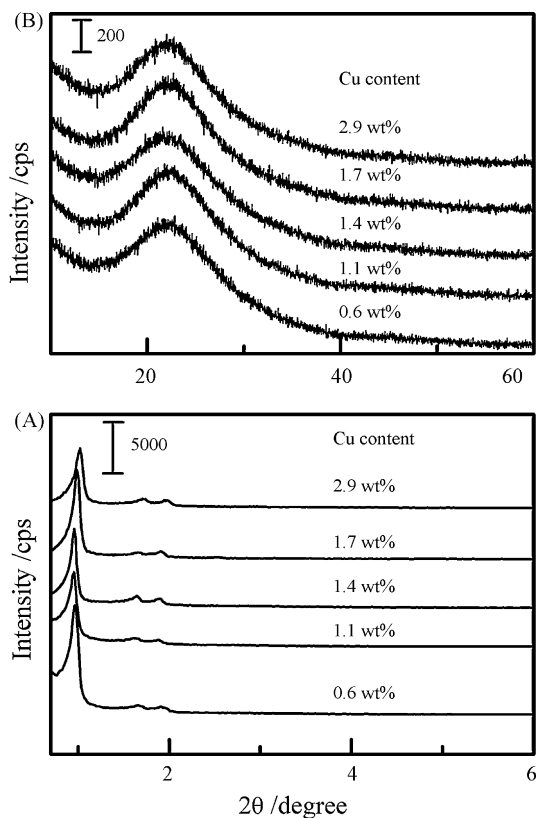 (B)
200
Cu content
2.9 wt%
1.7 wt%
1.4 wt%
1.1 wt%
0.6 wt%
Intensity /cps
20
40
60
(A)
5000
Cu content
2.9 wt%
1.7 wt%
1.4 wt%
1.1 wt%
0.6 wt%
Intensity /cps
2
4
6
2θ /degree